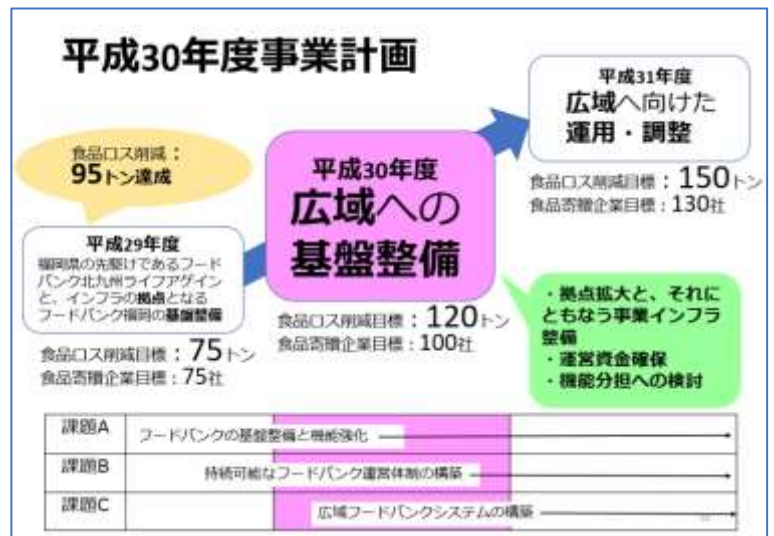 平成30年度事業計画
平成31年度
広域へ向けた
運用・調整
食品ロス削減目標：150トン
食品寄贈企業目標：130社
食品ロス削減：
95トン達成
平成30年度
広域への
基盤整備
食品ロス削減目標：120トン
食品寄贈企業目標：100社
平成29年度
福岡県の先駆けであるフード
バンク北九州ライフアゲイン
と、インフラの拠点となる
フードバンク福岡の基盤整備
食品ロス削減目標：75トン
食品寄贈企業目標：75社
・拠点拡大と、それに
ともなう事業インフラ
整備
・運営資金確保
・機能分担への検討
課題A
フードバンクの基盤整備と機能強化
課題B
持続可能なフードバンク運営体制の構築
課題C
広域フードバンクシステムの構築